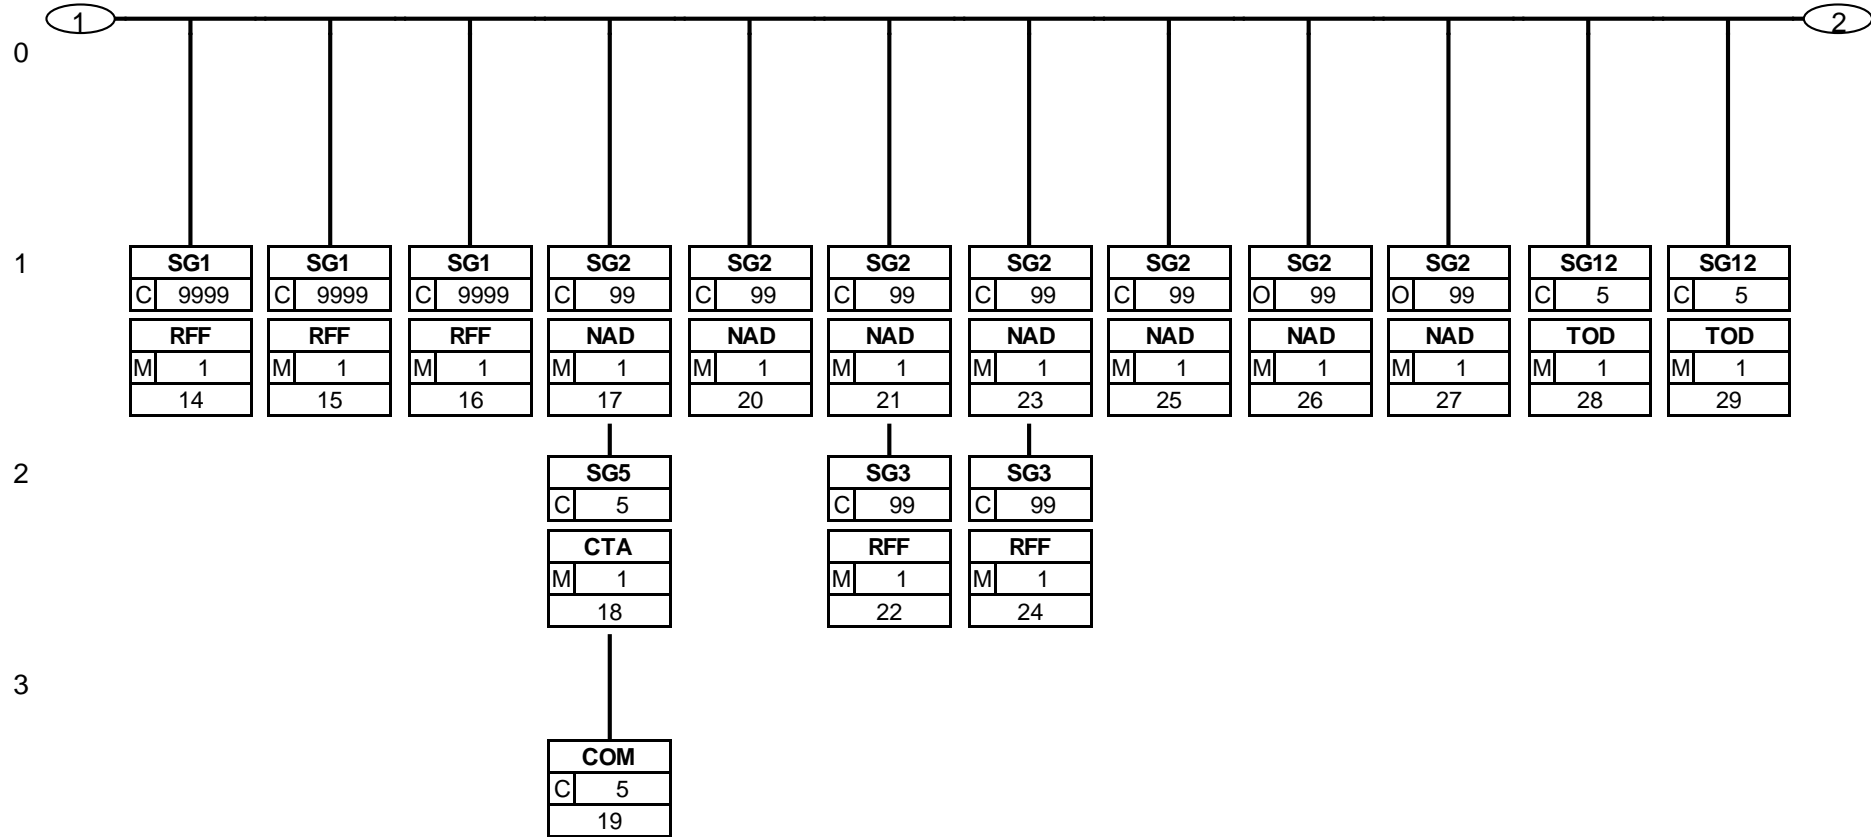 1 2
0
1 SG1 SG1 SG1 SG2 SG2 SG2 SG2 SG2 SG2 SG2 SG12 SG12
C 9999 C 9999 C 9999 C 99 C 99 C 99 C 99 C 99 O 99 O 99 C 5 C 5
RFF RFF RFF NAD NAD NAD NAD NAD NAD NAD TOD TOD
M 1 M 1 M 1 M 1 M 1 M 1 M 1 M 1 M 1 M 1 M 1 M 1
14 15 16 17 20 21 23 25 26 27 28 29
2 SG5 SG3 SG3
C 5 C 99 C 99
CTA RFF RFF
M 1 M 1 M 1
18 22 24
3
COM
C 5
19